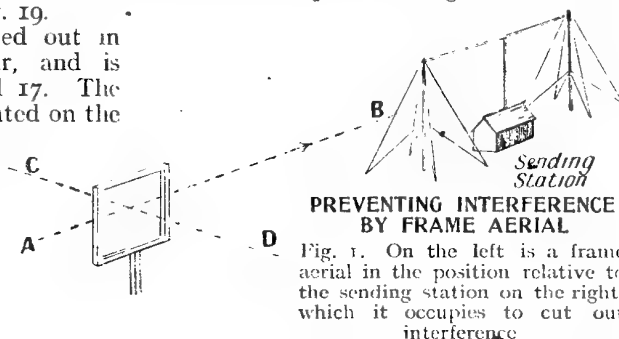 . 19.
ed out in
r, and is
17. The
ated on the
C
B
A
D
Sending
Station
PREVENTING INTERFERENCE
BY FRAME AERIAL
Fig. 1. On the left is a frame
aerial in the position relative to
the sending station on the right
which it occupies to cut out
interference